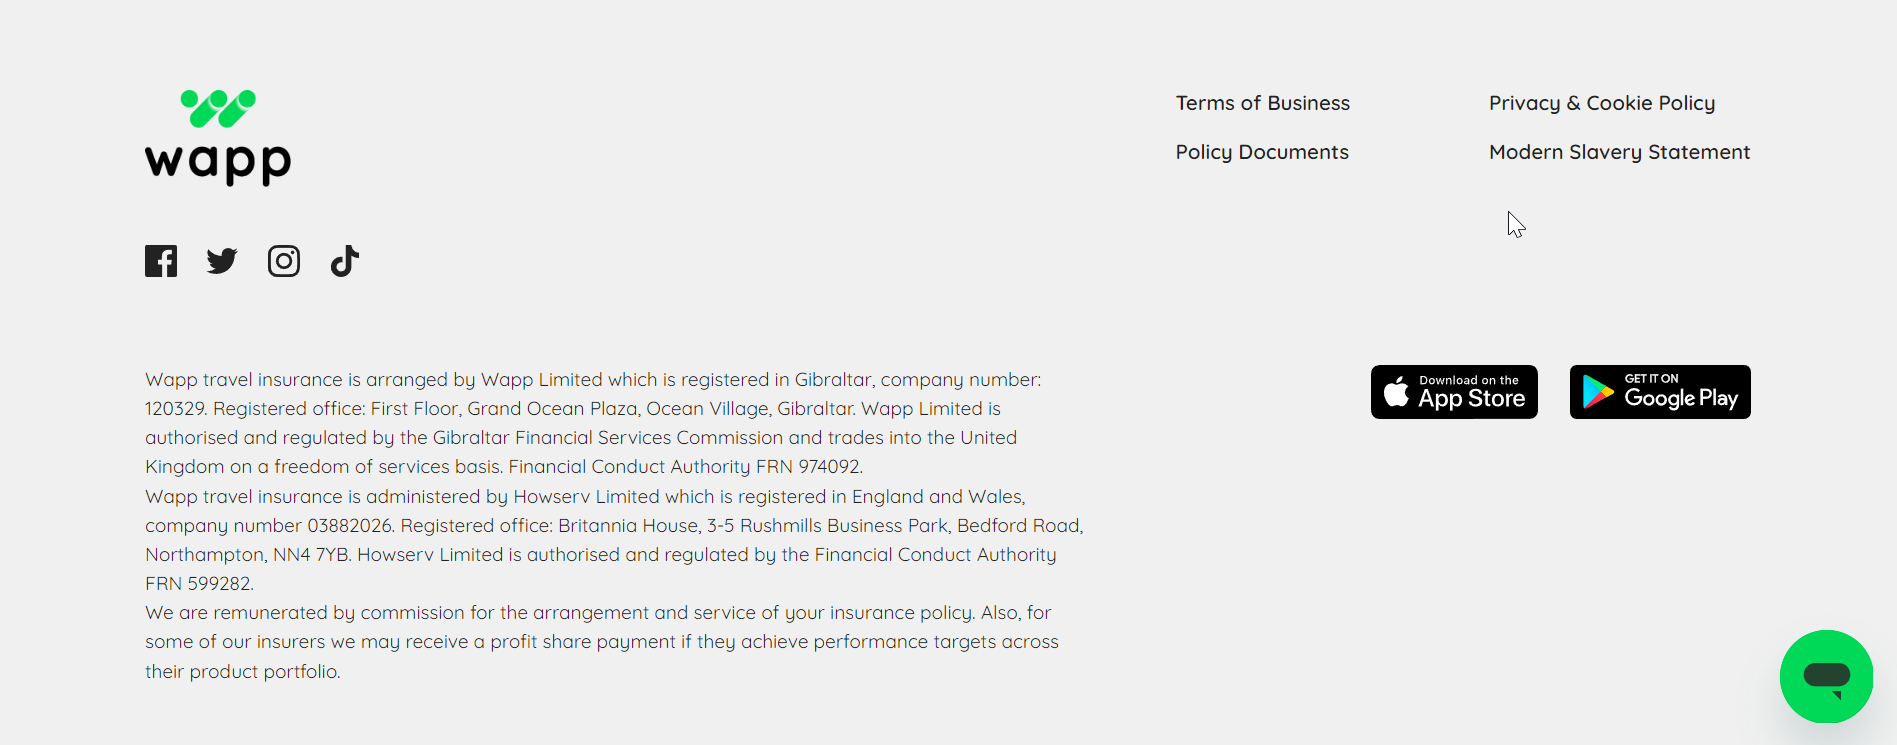 wapp
Terms of Business
Privacy & Cookie Policy
Policy Documents
Modern Slavery Statement
Wapp travel insurance is arranged by Wapp Limited which is registered in Gibraltar, company number:
120329. Registered office: First Floor, Grand Ocean Plaza, Ocean Village, Gibraltar. Wapp Limited is
authorised and regulated by the Gibraltar Financial Services Commission and trades into the United
Kingdom on a freedom of services basis. Financial Conduct Authority FRN 974092.
Wapp travel insurance is administered by Howserv Limited which is registered in England and Wales,
company number 03882026. Registered office: Britannia House, 3-5 Rushmills Business Park, Bedford Road,
Northampton, NN4 7YB. Howserv Limited is authorised and regulated by the Financial Conduct Authority
FRN 599282.
We are remunerated by commission for the arrangement and service of your insurance policy. Also, for
some of our insurers we may receive a profit share payment if they achieve performance targets across
their product portfolio.
Download on the
App Store
GET IT ON
Google Play